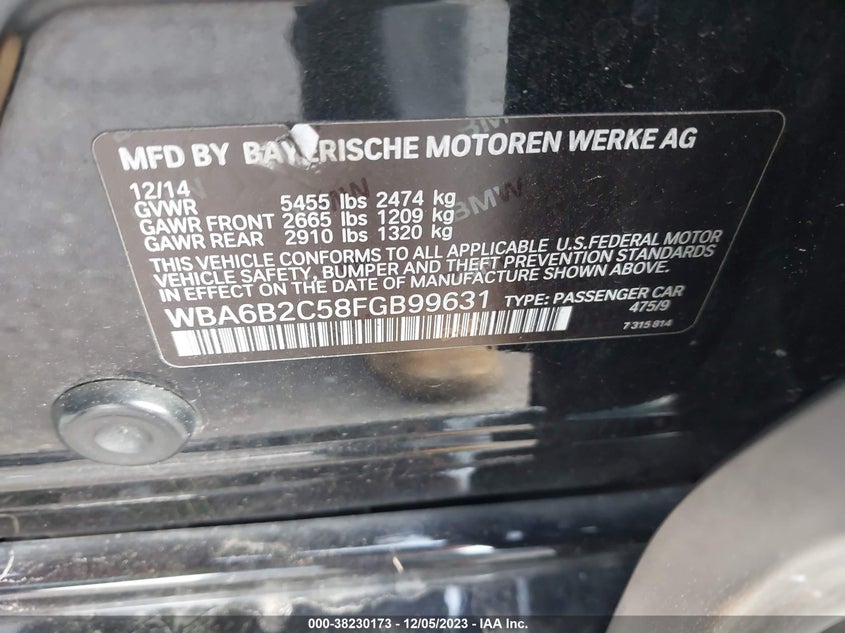 MFD BY BAYERISCHE MOTOREN WERKE AG
12/14
GVWR 5455 lbs 2474 kg
GAWR FRONT 2665 lbs 1209 kg
GAWR REAR 2910 lbs 1320 kg
THIS VEHICLE CONFORMS TO ALL APPLICABLE U.S.FEDERAL MOTOR
VEHICLE SAFETY, BUMPER AND THEFT PREVENTION STANDARDS
IN EFFECT ON THE DATE OF MANUFACTURE SHOWN ABOVE.
WBA6B2C58FGB99631 TYPE: PASSENGER CAR
475/9
7 315 814
BMW
BMW
BMW
000-38230173 - 12/05/2023 - IAA Inc.